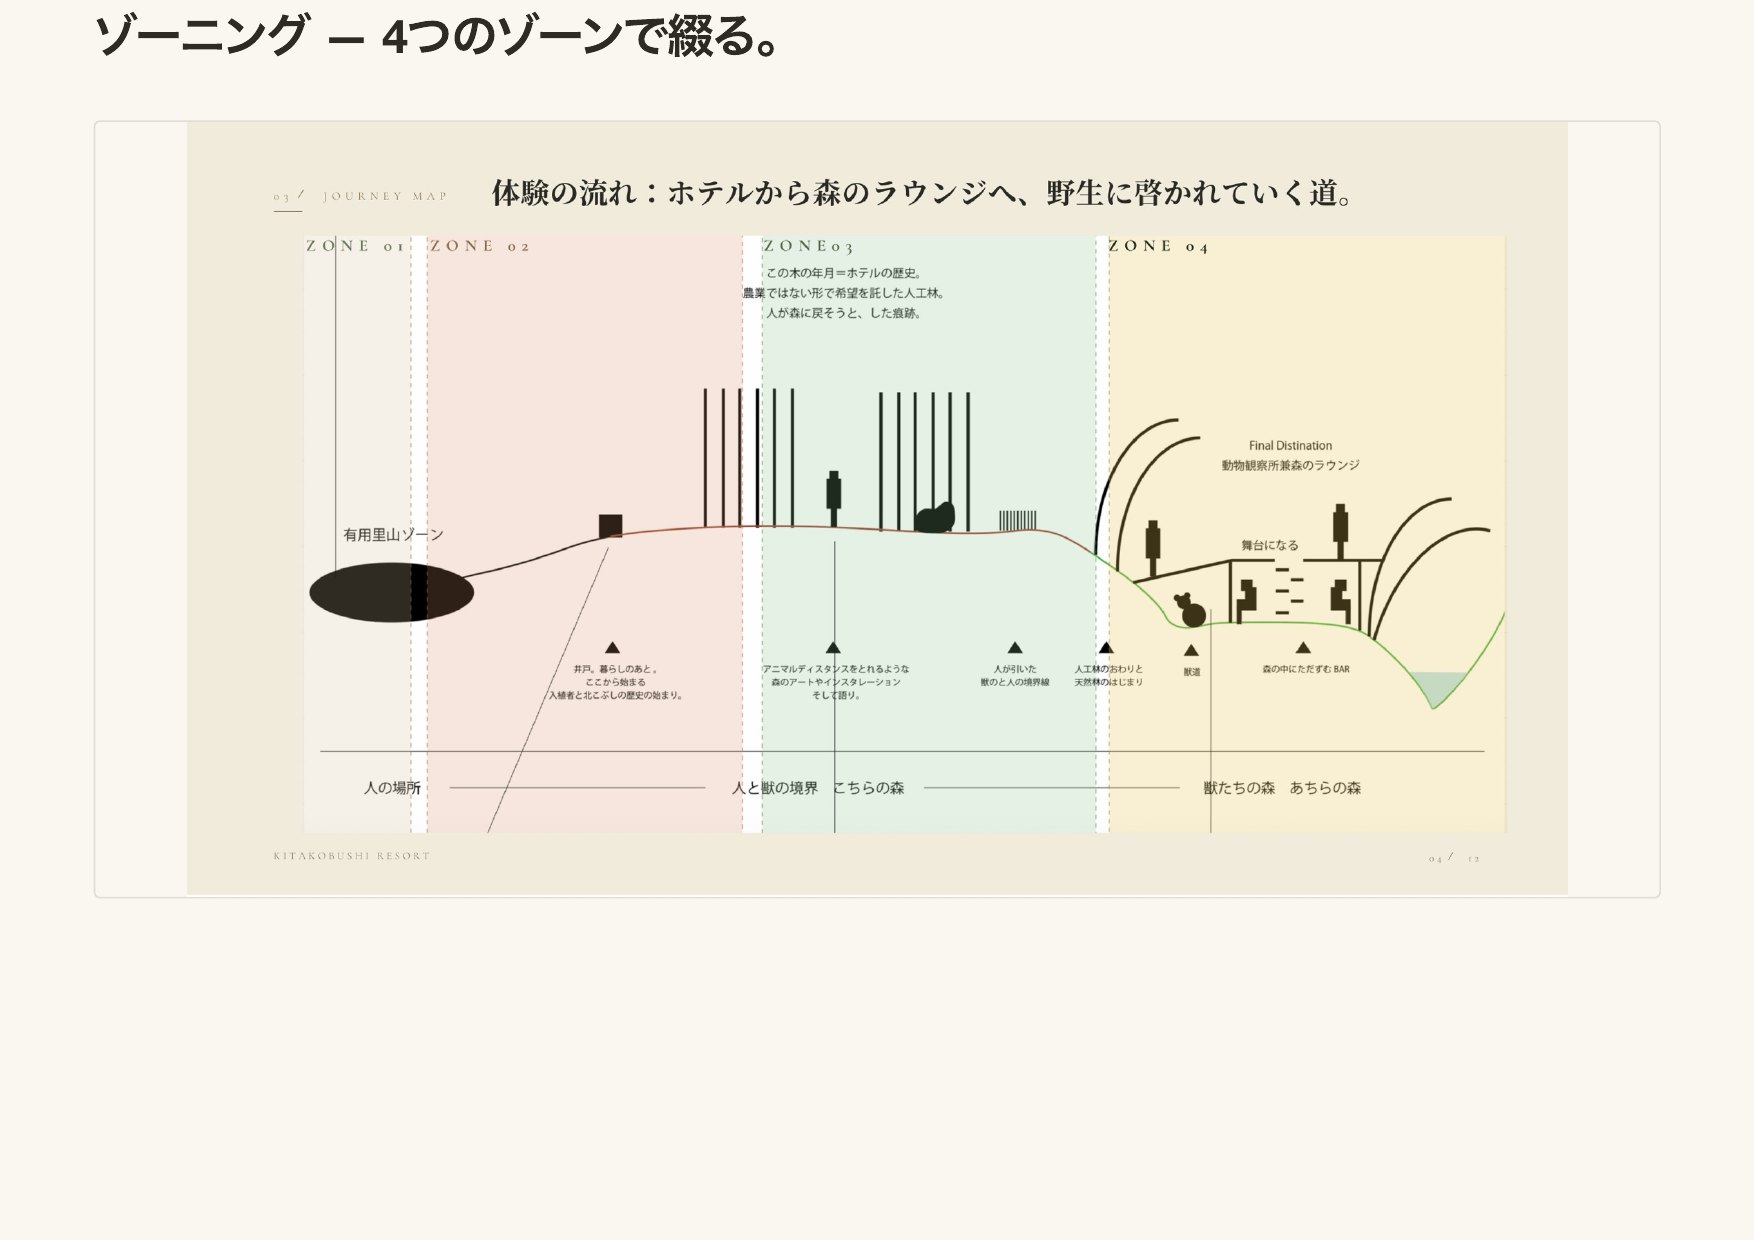 ゾーニング — 4つのゾーンで綴る。
03 / JOURNEY MAP
体験の流れ：ホテルから森のラウンジへ、野生に啓かれていく道。
ZONE 01
ZONE 02
ZONE03
ZONE 04
この木の年月＝ホテルの歴史。
農業ではない形で希望を託した人工林。
人が森に戻そうと、した痕跡。
Final Distination
動物観察所兼森のラウンジ
有用里山ゾーン
舞台になる
井戸。暮らしのあと。
ここから始まる
入植者と北こぶしの歴史の始まり。
アニマルディスタンスをとれるような
森のアートやインスタレーション
そして語り。
人が引いた
獣のと人の境界線
人工林のおわりと
天然林のはじまり
獣道
森の中にただずむ BAR
人の場所
人と獣の境界 こちらの森
獣たちの森 あちらの森
KITAKOBUSHI RESORT
04 / 12